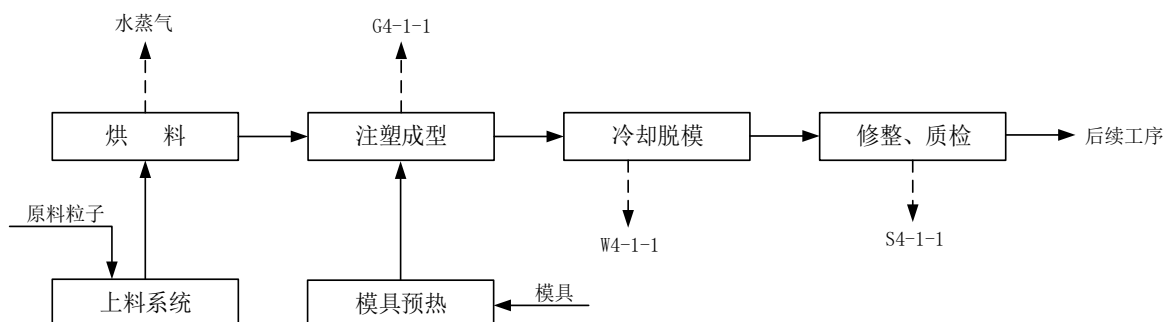 水蒸气
G4-1-1
烘 料
注塑成型
冷却脱模
修整、质检
后续工序
原料粒子
W4-1-1
S4-1-1
上料系统
模具预热
模具